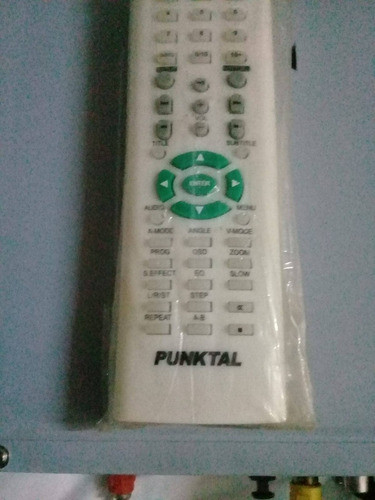 TITLE SUBTITLE
ENTER
AUDIO MENU
A-MODE ANGLE V-MODE
PROG OSD ZOOM
S.EFFECT EQ SLOW
L/R/ST STEP
REPEAT A-B
PUNKTAL